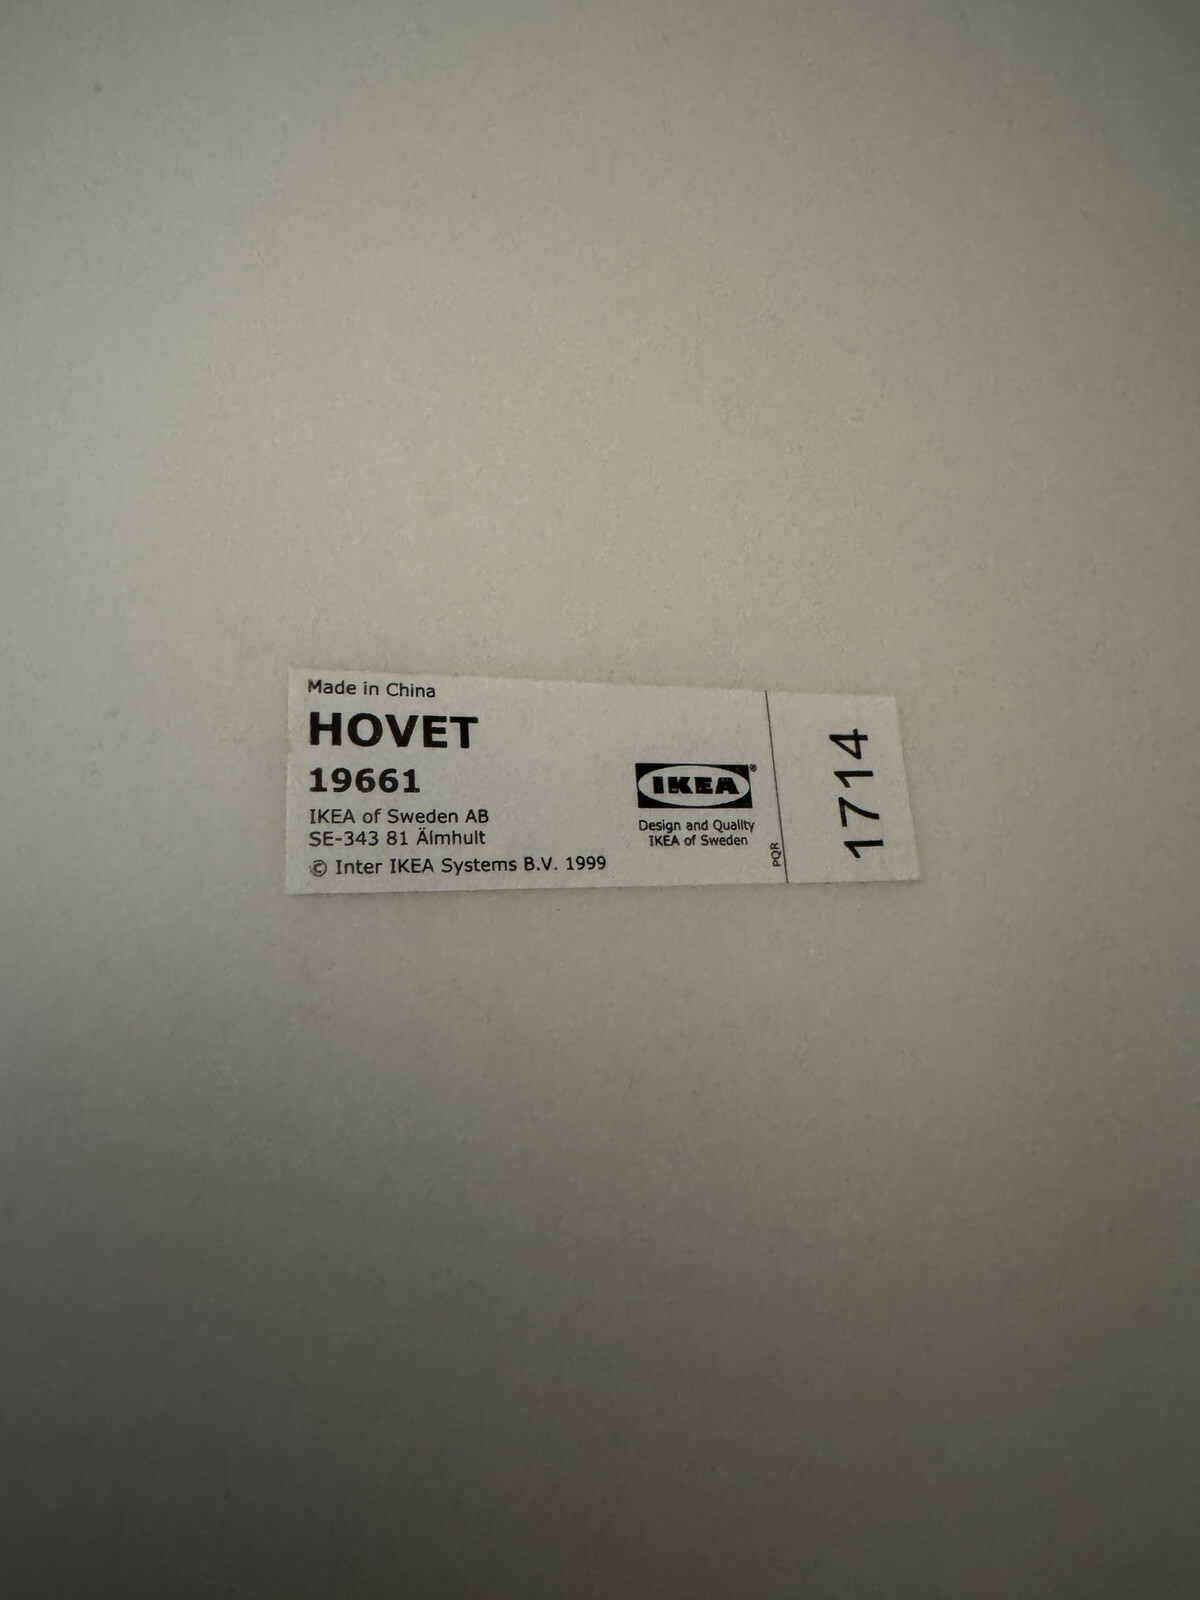 Made in China
HOVET
19661
IKEA of Sweden AB
SE-343 81 Älmhult
© Inter IKEA Systems B.V. 1999
IKEA®
Design and Quality
IKEA of Sweden
PQR
1714